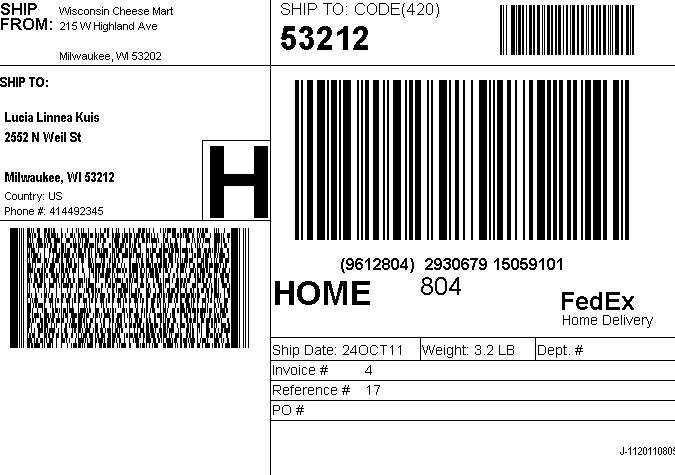 SHIP FROM:
Wisconsin Cheese Mart
215 W Highland Ave
Milwaukee, WI 53202
SHIP TO: CODE(420)
53212
SHIP TO:
Lucia Linnea Kuis
2552 N Weil St
Milwaukee, WI 53212
Country: US
Phone #: 414492345
H
(9612804) 2930679 15059101
HOME
804
FedEx
Home Delivery
Ship Date: 24OCT11 Weight: 3.2 LB Dept. #
Invoice # 4
Reference # 17
PO #
J-1120110805